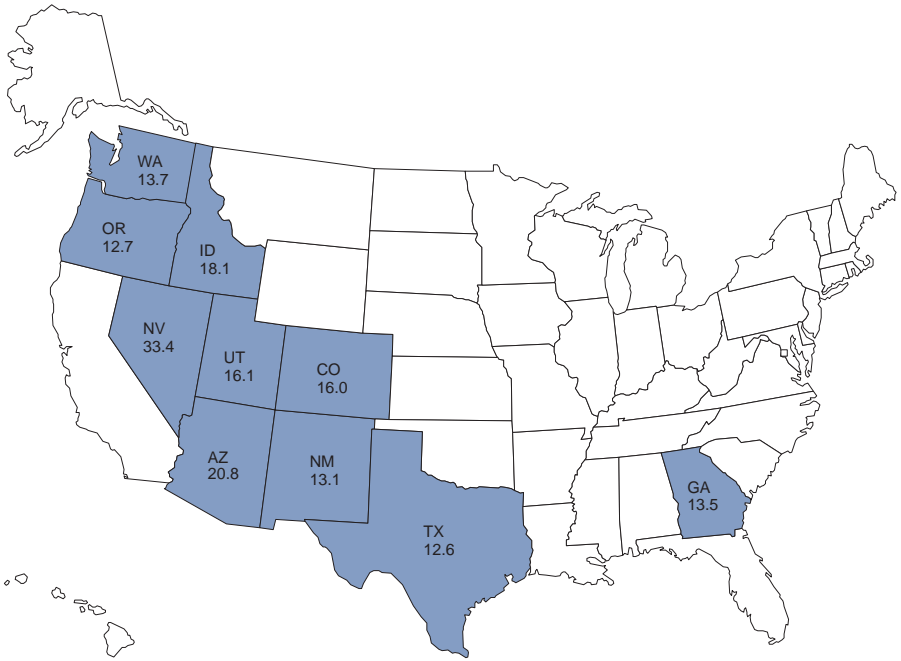 WA
13.7
OR
12.7
ID
18.1
NV
33.4
UT
16.1
CO
16.0
AZ
20.8
NM
13.1
GA
13.5
TX
12.6